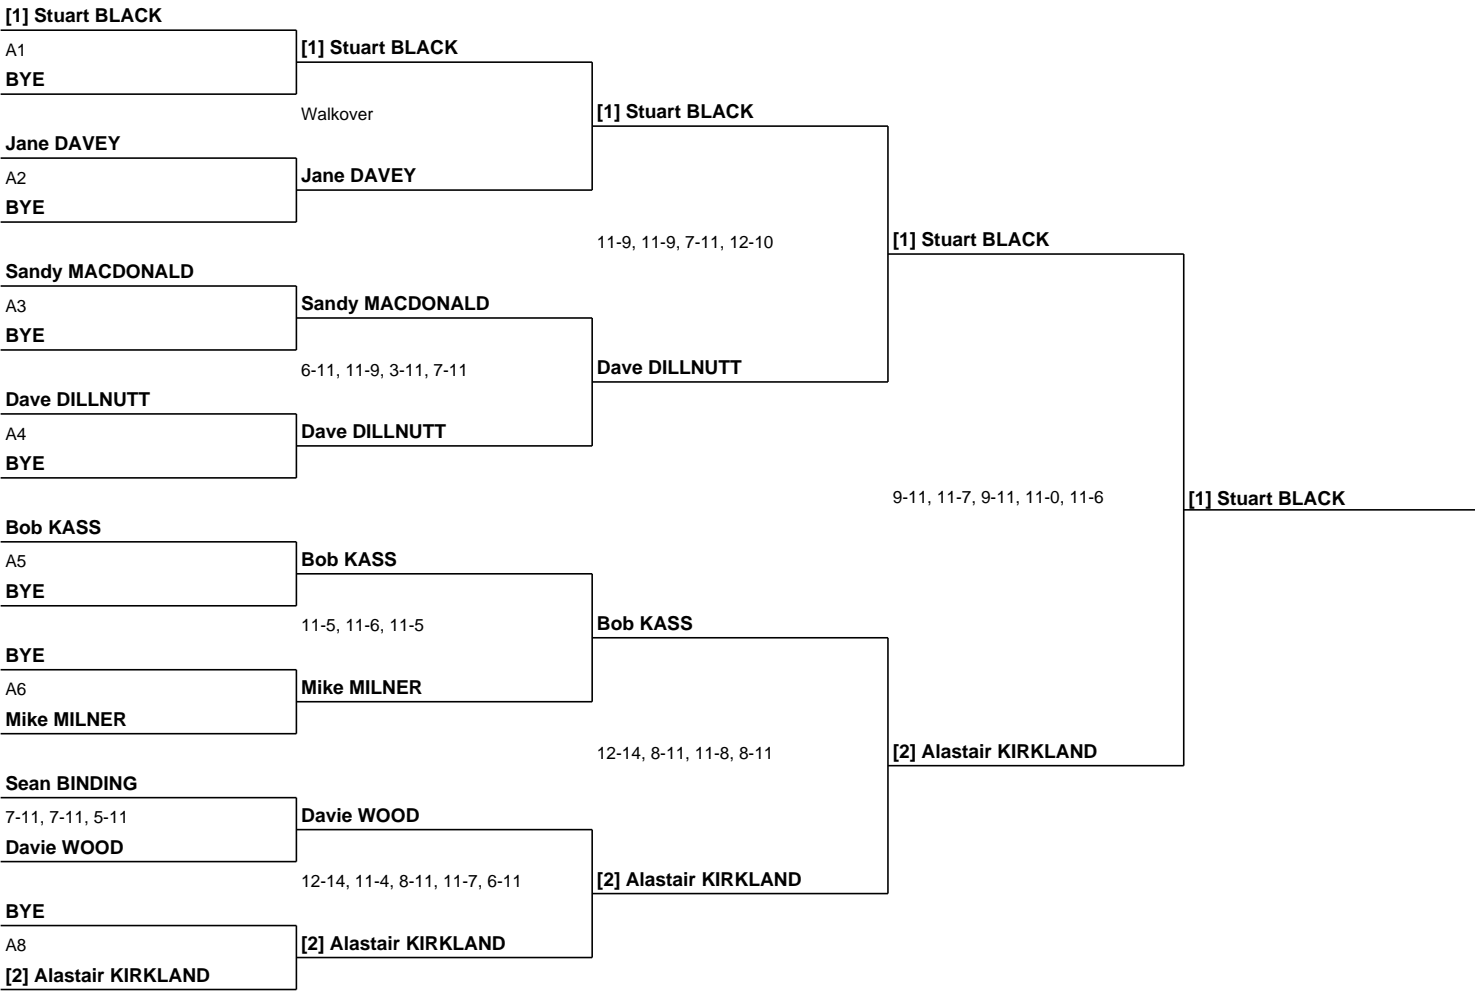 [1] Stuart BLACK
A1
BYE
Jane DAVEY
A2
BYE
Sandy MACDONALD
A3
BYE
Dave DILLNUTT
A4
BYE
Bob KASS
A5
BYE
BYE
A6
Mike MILNER
Sean BINDING
7-11, 7-11, 5-11
Davie WOOD
BYE
A8
[2] Alastair KIRKLAND
[1] Stuart BLACK
Walkover
Jane DAVEY
Sandy MACDONALD
6-11, 11-9, 3-11, 7-11
Dave DILLNUTT
Bob KASS
11-5, 11-6, 11-5
Mike MILNER
Davie WOOD
12-14, 11-4, 8-11, 11-7, 6-11
[2] Alastair KIRKLAND
[1] Stuart BLACK
11-9, 11-9, 7-11, 12-10
Dave DILLNUTT
Bob KASS
12-14, 8-11, 11-8, 8-11
[2] Alastair KIRKLAND
[1] Stuart BLACK
9-11, 11-7, 9-11, 11-0, 11-6
[2] Alastair KIRKLAND
[1] Stuart BLACK